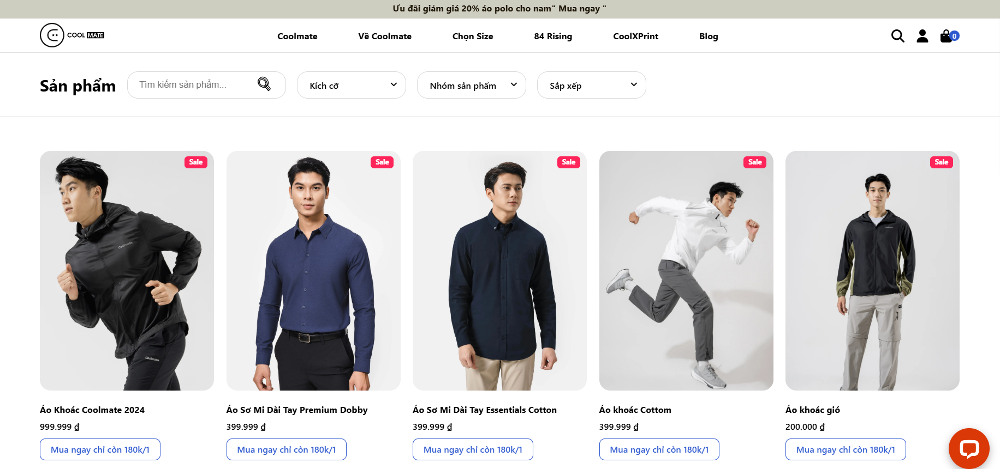 Ưu đãi giảm giá 20% áo polo cho nam" Mua ngay "
COOL MATE
Coolmate
Về Coolmate
Chọn Size
84 Rising
CoolXPrint
Blog
0
Sản phẩm
Tìm kiếm sản phẩm...
Kích cỡ
Nhóm sản phẩm
Sắp xếp
Sale
Sale
Sale
Sale
Sale
Coolmate
Coolmate
Áo Khoác Coolmate 2024
999.999 ₫
Mua ngay chỉ còn 180k/1
Áo Sơ Mi Dài Tay Premium Dobby
399.999 ₫
Mua ngay chỉ còn 180k/1
Áo Sơ Mi Dài Tay Essentials Cotton
399.999 ₫
Mua ngay chỉ còn 180k/1
Áo khoác Cottom
399.999 ₫
Mua ngay chỉ còn 180k/1
Áo khoác gió
200.000 ₫
Mua ngay chỉ còn 180k/1